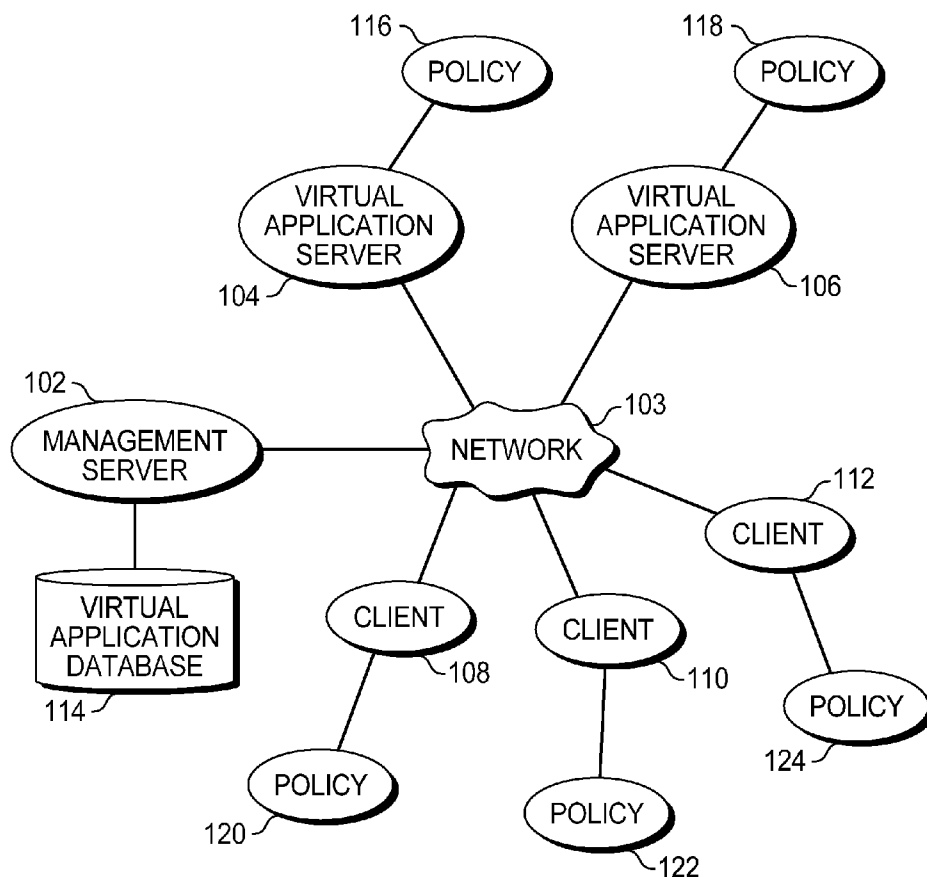 116
POLICY
118
POLICY
VIRTUAL
APPLICATION
SERVER
104
VIRTUAL
APPLICATION
SERVER
106
102
MANAGEMENT
SERVER
103
NETWORK
112
CLIENT
VIRTUAL
APPLICATION
DATABASE
114
CLIENT
108
CLIENT
110
POLICY
124
POLICY
120
POLICY
122